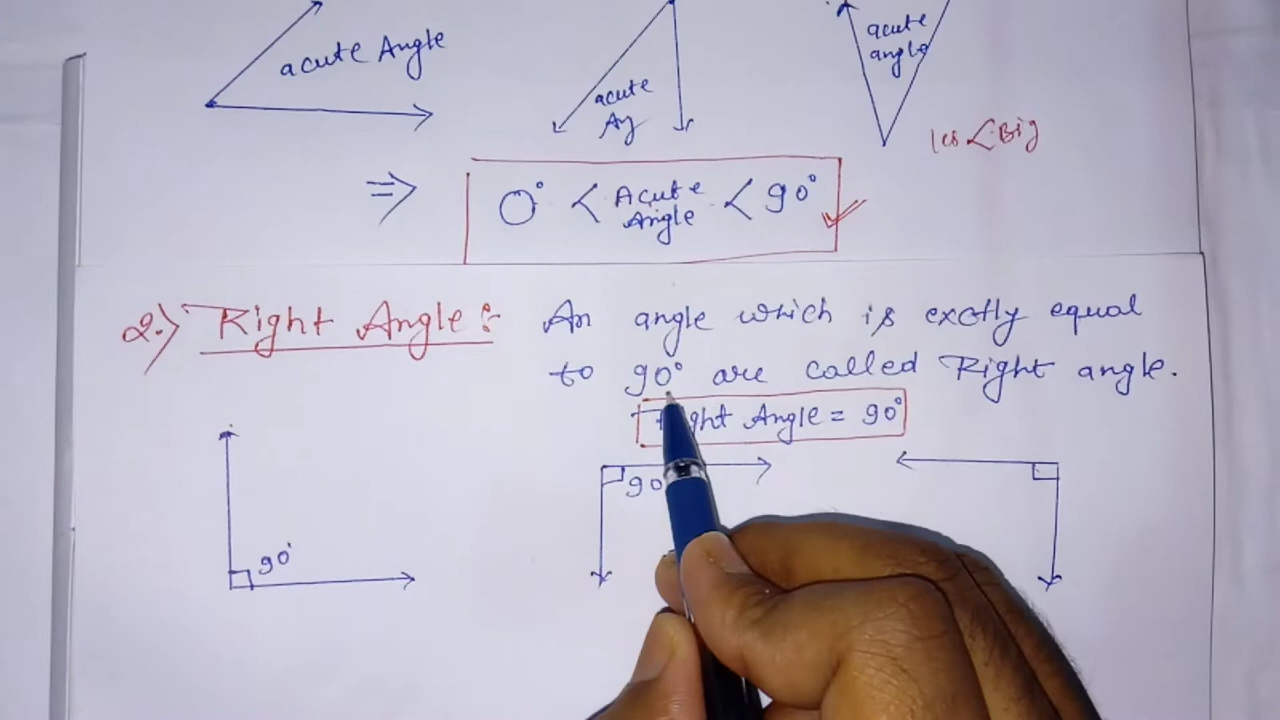 acute Angle
acute
Ag
acute
angle
les < Big
=> 0° < Acute Angle < 90°
2.) Right Angle :- An angle which is exctly equal
to 90° are called Right angle.
Right Angle = 90°
90°
90